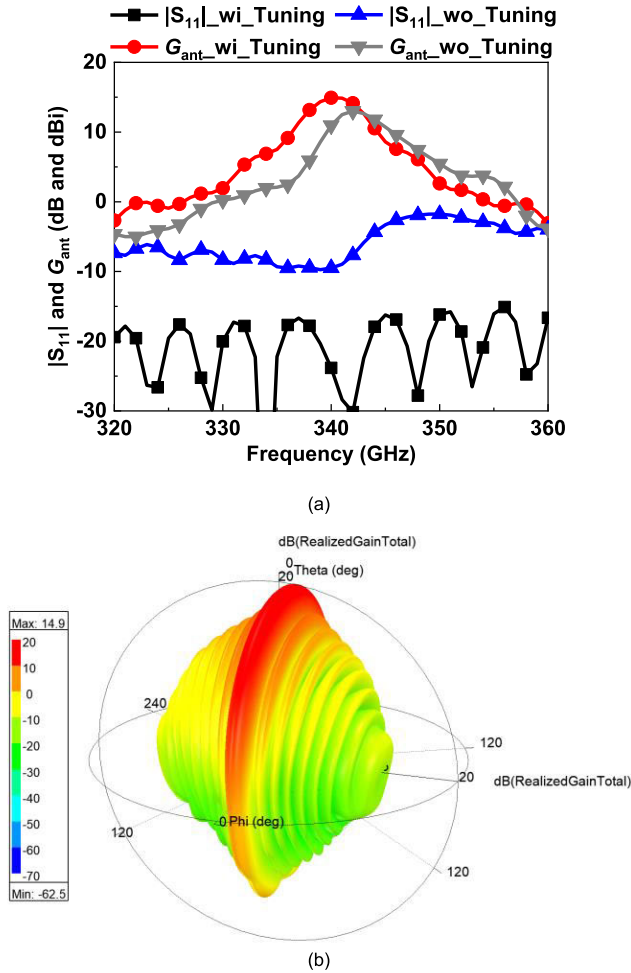 |S11|_wi_Tuning |S11|_wo_Tuning
Gant_wi_Tuning Gant_wo_Tuning
|S11| and Gant (dB and dBi)
20
10
0
-10
-20
-30
320 330 340 350 360
Frequency (GHz)
(a)
dB(RealizedGainTotal)
0
20 Theta (deg)
Max: 14.9
20
10
0
-10
-20
-30
-40
-50
-60
-70
Min: -62.5
240
120
20
dB(RealizedGainTotal)
0 Phi (deg)
120
120
(b)